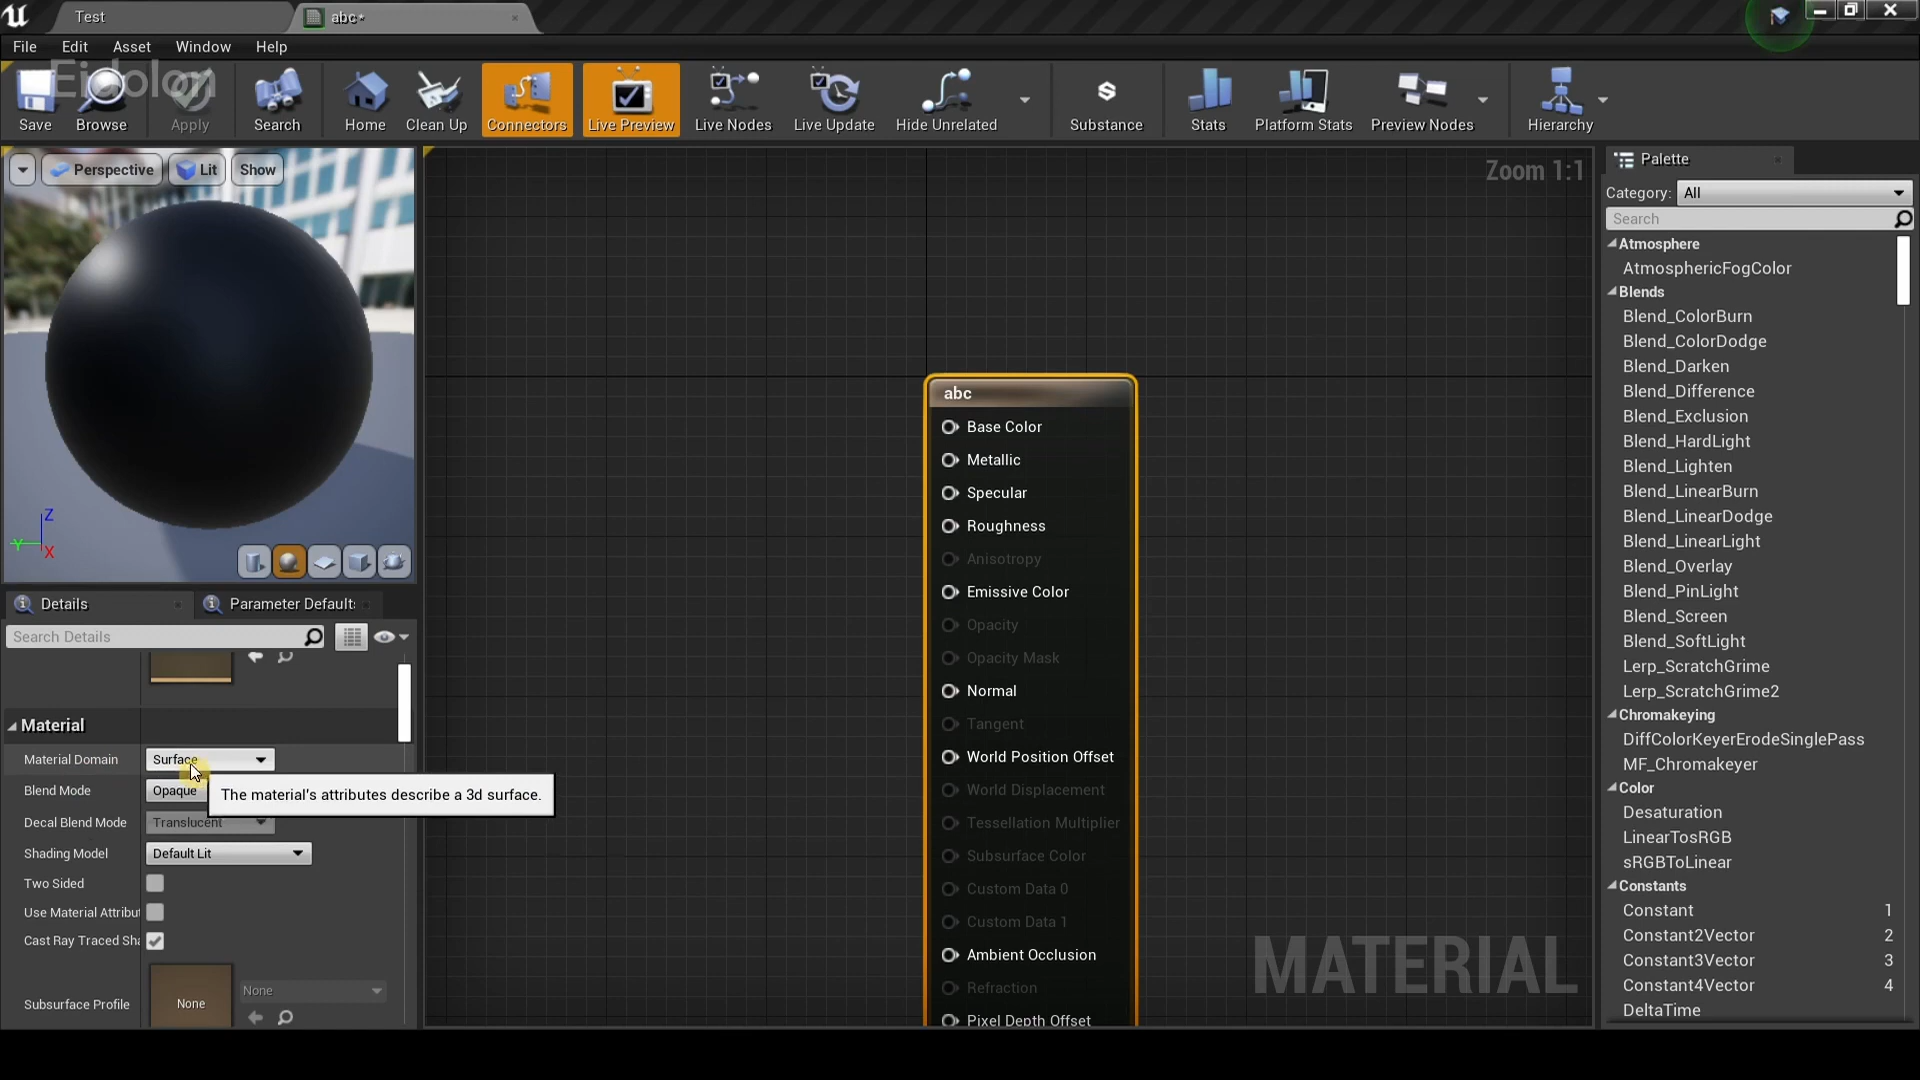 Test
abc*
File Edit Asset Window Help
Eidolon
Save Browse Apply Search Home Clean Up Connectors Live Preview Live Nodes Live Update Hide Unrelated Substance Stats Platform Stats Preview Nodes Hierarchy
Perspective Lit Show
Z
Y
X
Details
Parameter Default
Search Details
Material
Material Domain Surface
Blend Mode Opaque
The material's attributes describe a 3d surface.
Decal Blend Mode Translucent
Shading Model Default Lit
Two Sided
Use Material Attribut
Cast Ray Traced Sha
Subsurface Profile None None
Zoom 1:1
abc
Base Color
Metallic
Specular
Roughness
Anisotropy
Emissive Color
Opacity
Opacity Mask
Normal
Tangent
World Position Offset
World Displacement
Tessellation Multiplier
Subsurface Color
Custom Data 0
Custom Data 1
Ambient Occlusion
Refraction
Pixel Depth Offset
MATERIAL
Palette
Category: All
Search
Atmosphere
AtmosphericFogColor
Blends
Blend_ColorBurn
Blend_ColorDodge
Blend_Darken
Blend_Difference
Blend_Exclusion
Blend_HardLight
Blend_Lighten
Blend_LinearBurn
Blend_LinearDodge
Blend_LinearLight
Blend_Overlay
Blend_PinLight
Blend_Screen
Blend_SoftLight
Lerp_ScratchGrime
Lerp_ScratchGrime2
Chromakeying
DiffColorKeyerErodeSinglePass
MF_Chromakeyer
Color
Desaturation
LinearTosRGB
sRGBToLinear
Constants
Constant 1
Constant2Vector 2
Constant3Vector 3
Constant4Vector 4
DeltaTime